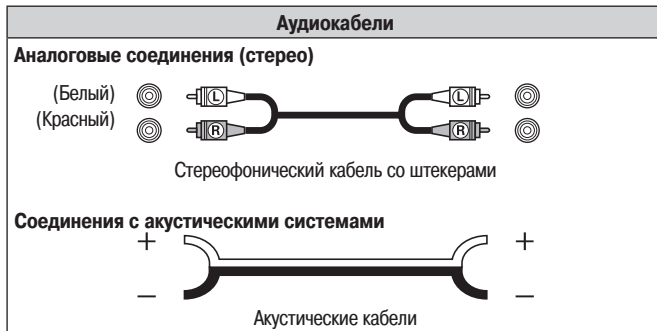 Аудиокабели
Аналоговые соединения (стерео)
(Белый)
L L
(Красный)
R R
Стереофонический кабель со штекерами
Соединения с акустическими системами
+ +
– –
Акустические кабели